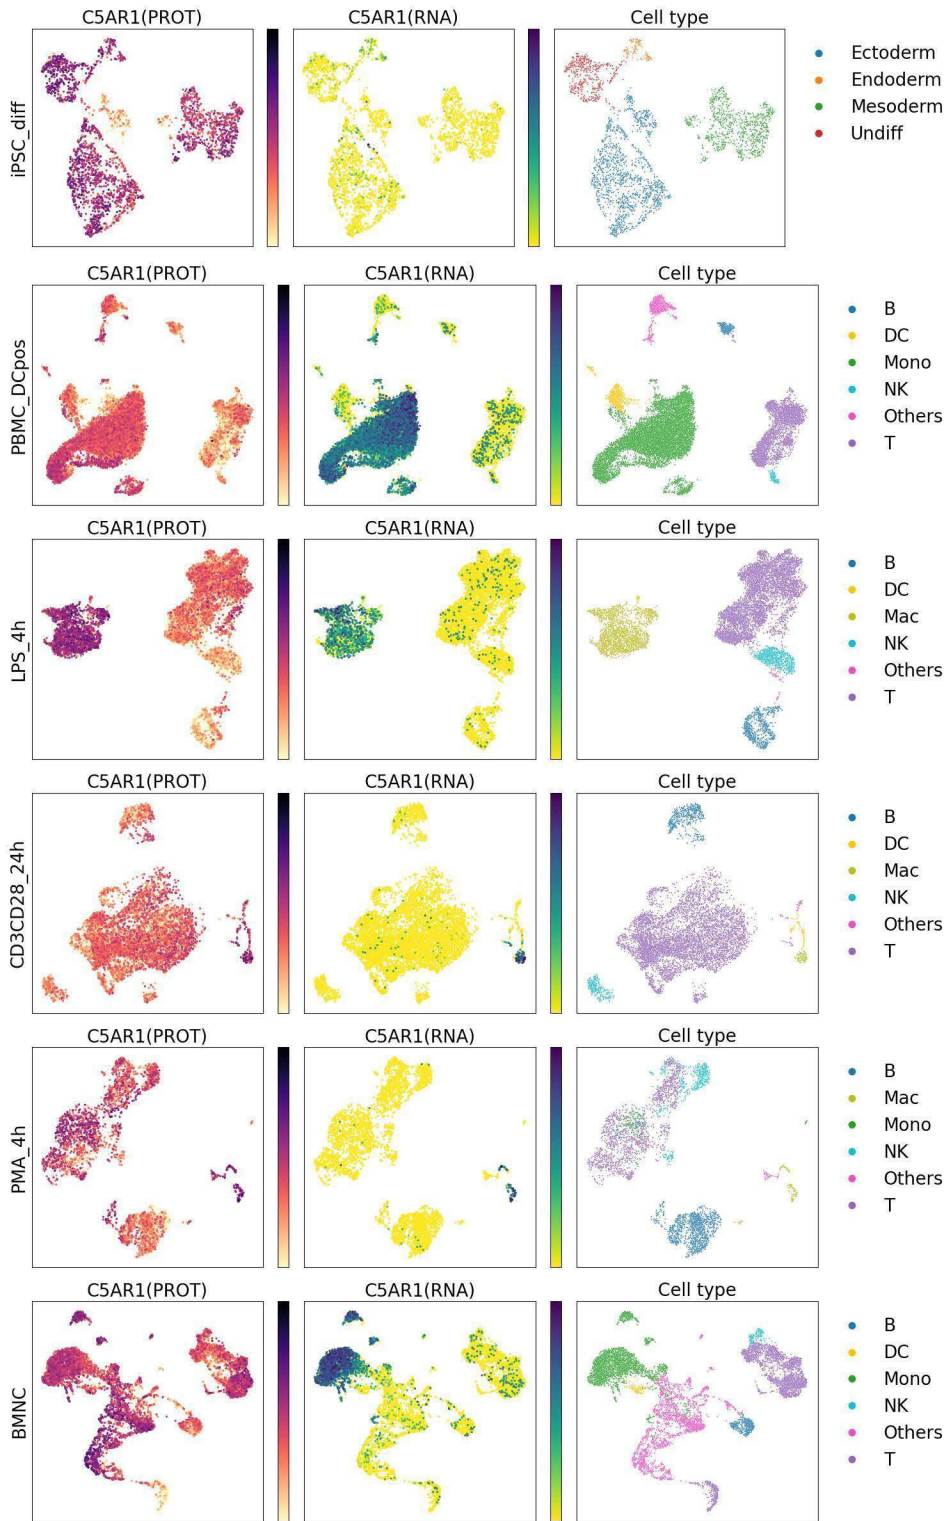 C5AR1(PROT) C5AR1(RNA) Cell type
iPSC_diff
Ectoderm
Endoderm
Mesoderm
Undiff
C5AR1(PROT) C5AR1(RNA) Cell type
PBMC_DCpos
B
DC
Mono
NK
Others
T
C5AR1(PROT) C5AR1(RNA) Cell type
LPS_4h
B
DC
Mac
NK
Others
T
C5AR1(PROT) C5AR1(RNA) Cell type
CD3CD28_24h
B
DC
Mac
NK
Others
T
C5AR1(PROT) C5AR1(RNA) Cell type
PMA_4h
B
Mac
Mono
NK
Others
T
C5AR1(PROT) C5AR1(RNA) Cell type
BMNC
B
DC
Mono
NK
Others
T